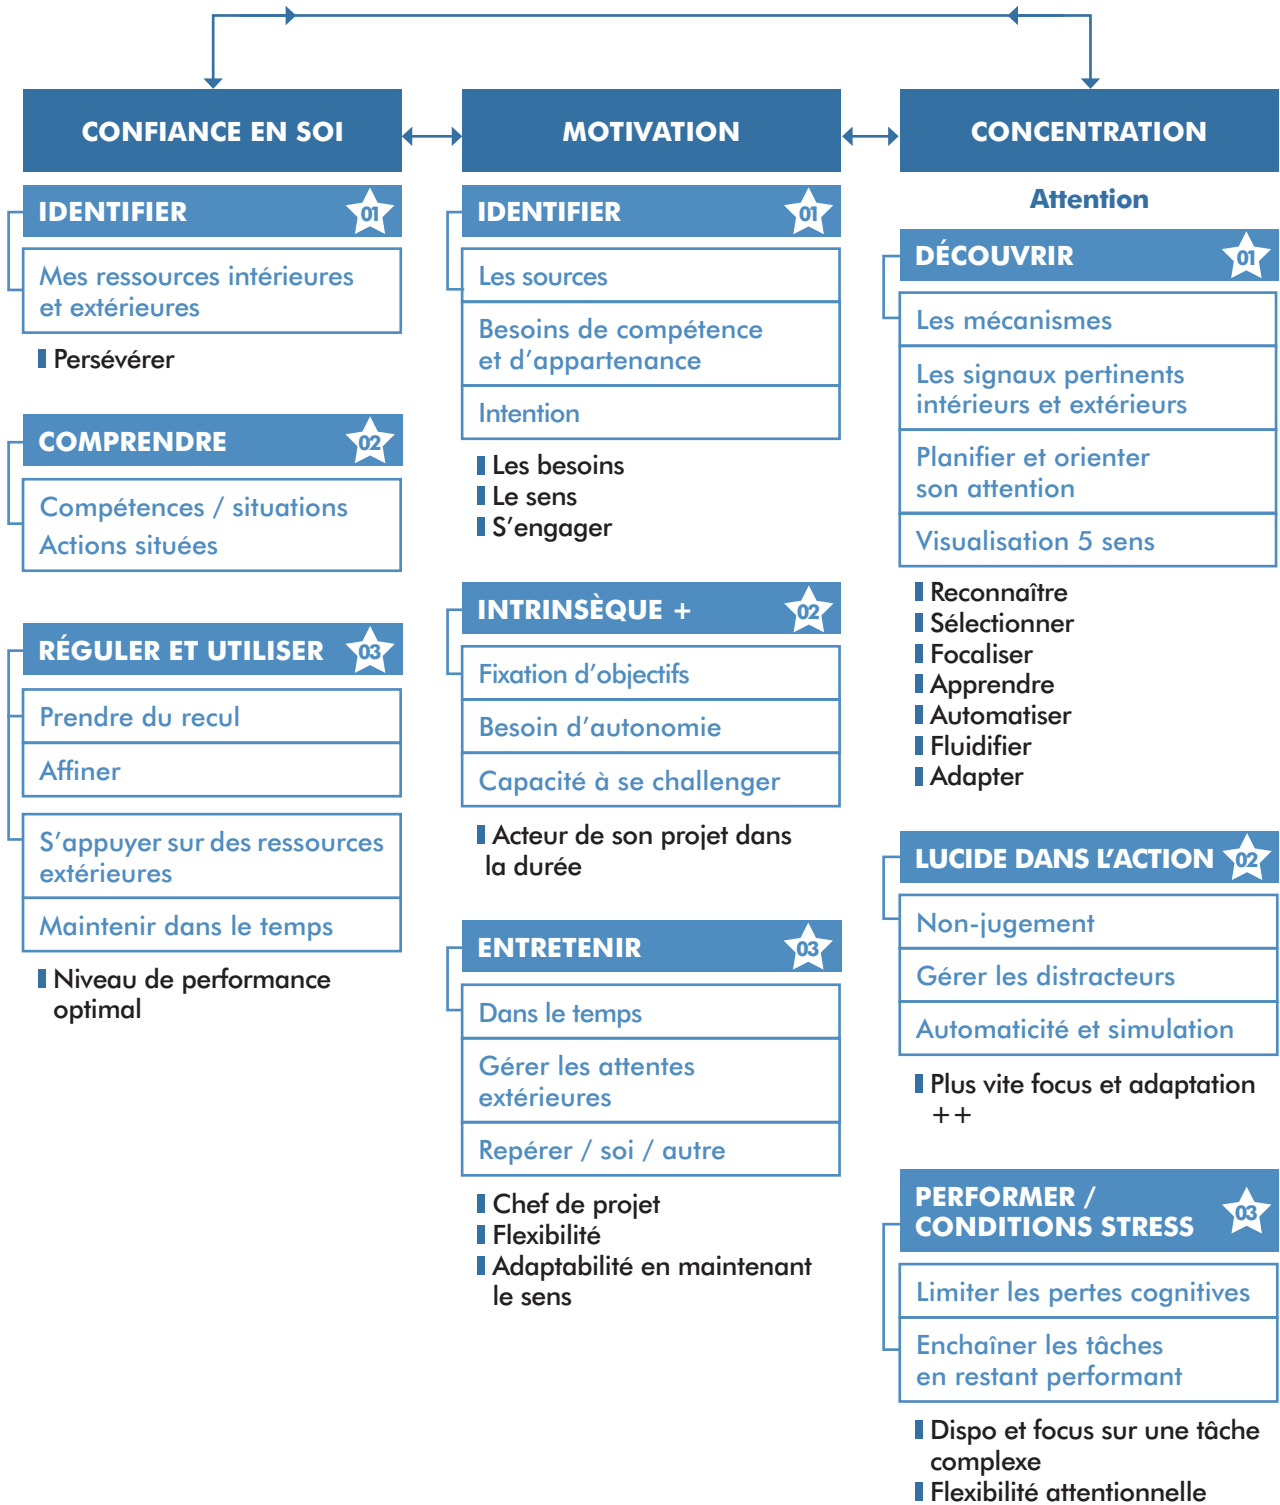 CONFIANCE EN SOI
IDENTIFIER 01
Mes ressources intérieures
et extérieures
Persévérer
COMPRENDRE 02
Compétences / situations
Actions situées
RÉGULER ET UTILISER 03
Prendre du recul
Affiner
S'appuyer sur des ressources
extérieures
Maintenir dans le temps
Niveau de performance
optimal
MOTIVATION
IDENTIFIER 01
Les sources
Besoins de compétence
et d'appartenance
Intention
Les besoins
Le sens
S'engager
INTRINSÈQUE + 02
Fixation d'objectifs
Besoin d'autonomie
Capacité à se challenger
Acteur de son projet dans
la durée
ENTRETENIR 03
Dans le temps
Gérer les attentes
extérieures
Repérer / soi / autre
Chef de projet
Flexibilité
Adaptabilité en maintenant
le sens
CONCENTRATION
Attention
DÉCOUVRIR 01
Les mécanismes
Les signaux pertinents
intérieurs et extérieurs
Planifier et orienter
son attention
Visualisation 5 sens
Reconnaître
Sélectionner
Focaliser
Apprendre
Automatiser
Fluidifier
Adapter
LUCIDE DANS L'ACTION 02
Non-jugement
Gérer les distracteurs
Automaticité et simulation
Plus vite focus et adaptation
++
PERFORMER /
CONDITIONS STRESS 03
Limiter les pertes cognitives
Enchaîner les tâches
en restant performant
Dispo et focus sur une tâche
complexe
Flexibilité attentionnelle